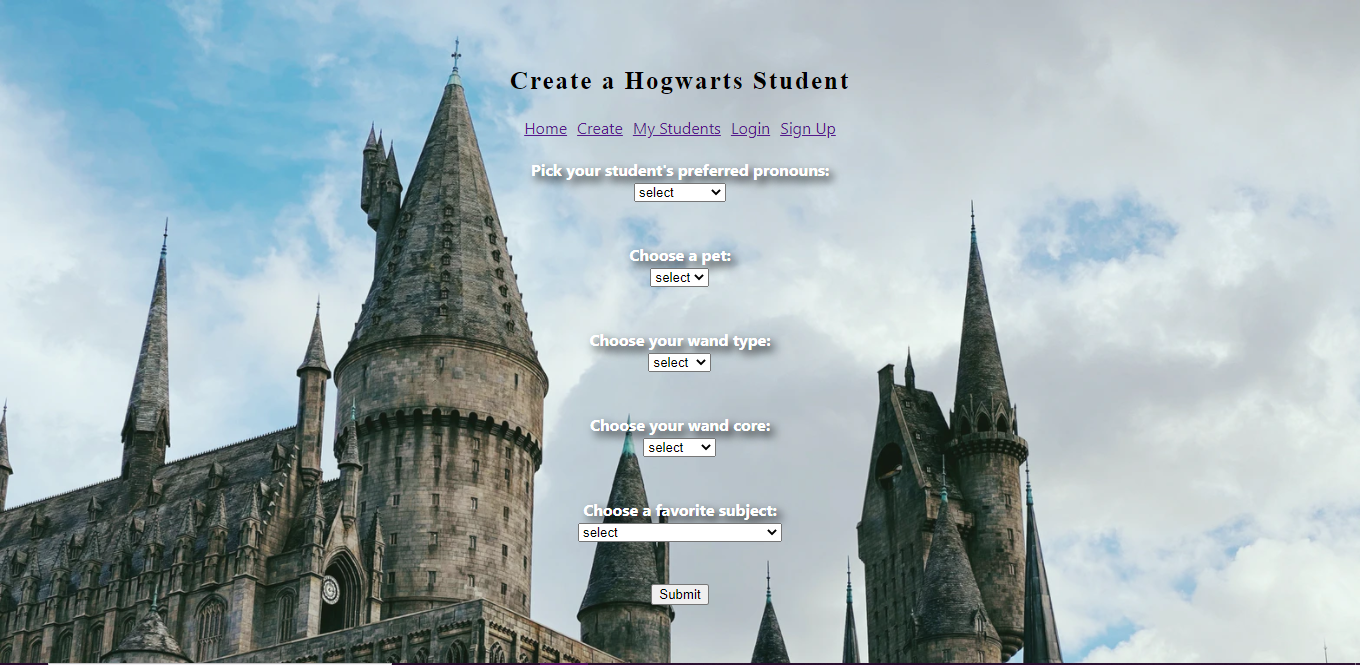 Create a Hogwarts Student
Home Create My Students Login Sign Up
Pick your student's preferred pronouns:
select
Choose a pet:
select
Choose your wand type:
select
Choose your wand core:
select
Choose a favorite subject:
select
Submit